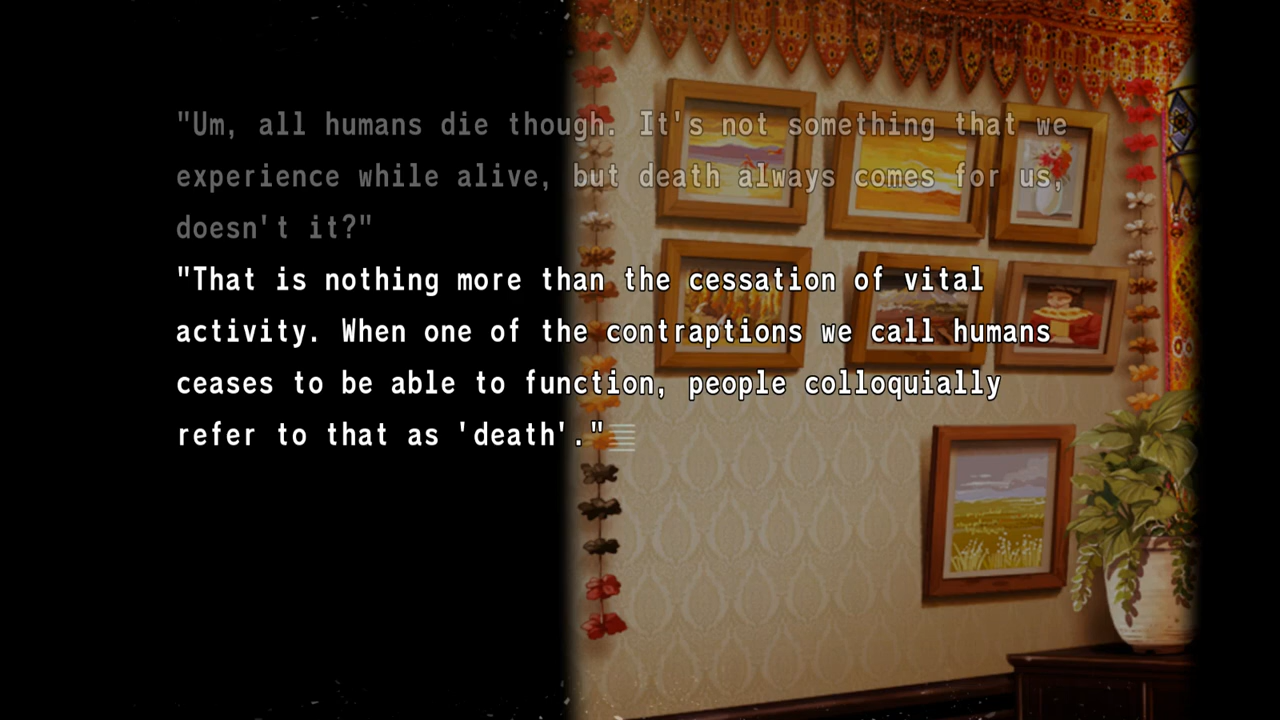 "Um, all humans die though. It's not something that we
experience while alive, but death always comes for us,
doesn't it?"
"That is nothing more than the cessation of vital
activity. When one of the contraptions we call humans
ceases to be able to function, people colloquially
refer to that as 'death'."